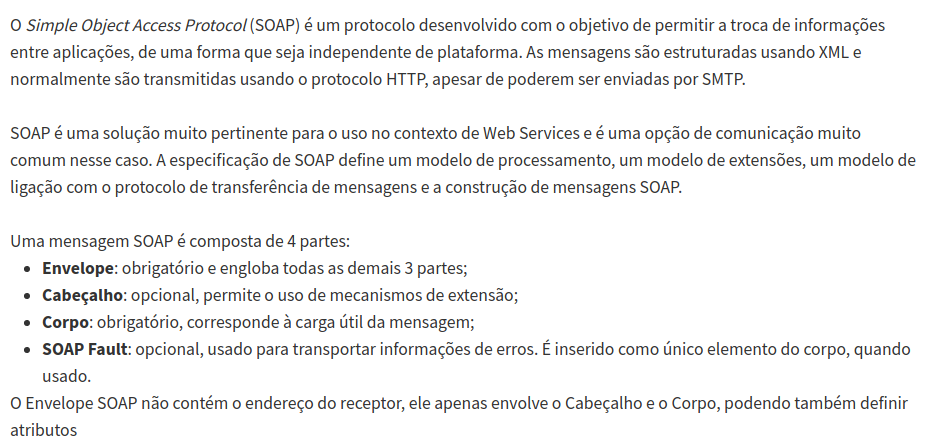 O Simple Object Access Protocol (SOAP) é um protocolo desenvolvido com o objetivo de permitir a troca de informações
entre aplicações, de uma forma que seja independente de plataforma. As mensagens são estruturadas usando XML e
normalmente são transmitidas usando o protocolo HTTP, apesar de poderem ser enviadas por SMTP.
SOAP é uma solução muito pertinente para o uso no contexto de Web Services e é uma opção de comunicação muito
comum nesse caso. A especificação de SOAP define um modelo de processamento, um modelo de extensões, um modelo de
ligação com o protocolo de transferência de mensagens e a construção de mensagens SOAP.
Uma mensagem SOAP é composta de 4 partes:
• Envelope: obrigatório e engloba todas as demais 3 partes;
• Cabeçalho: opcional, permite o uso de mecanismos de extensão;
• Corpo: obrigatório, corresponde à carga útil da mensagem;
• SOAP Fault: opcional, usado para transportar informações de erros. É inserido como único elemento do corpo, quando
usado.
O Envelope SOAP não contém o endereço do receptor, ele apenas envolve o Cabeçalho e o Corpo, podendo também definir
atributos